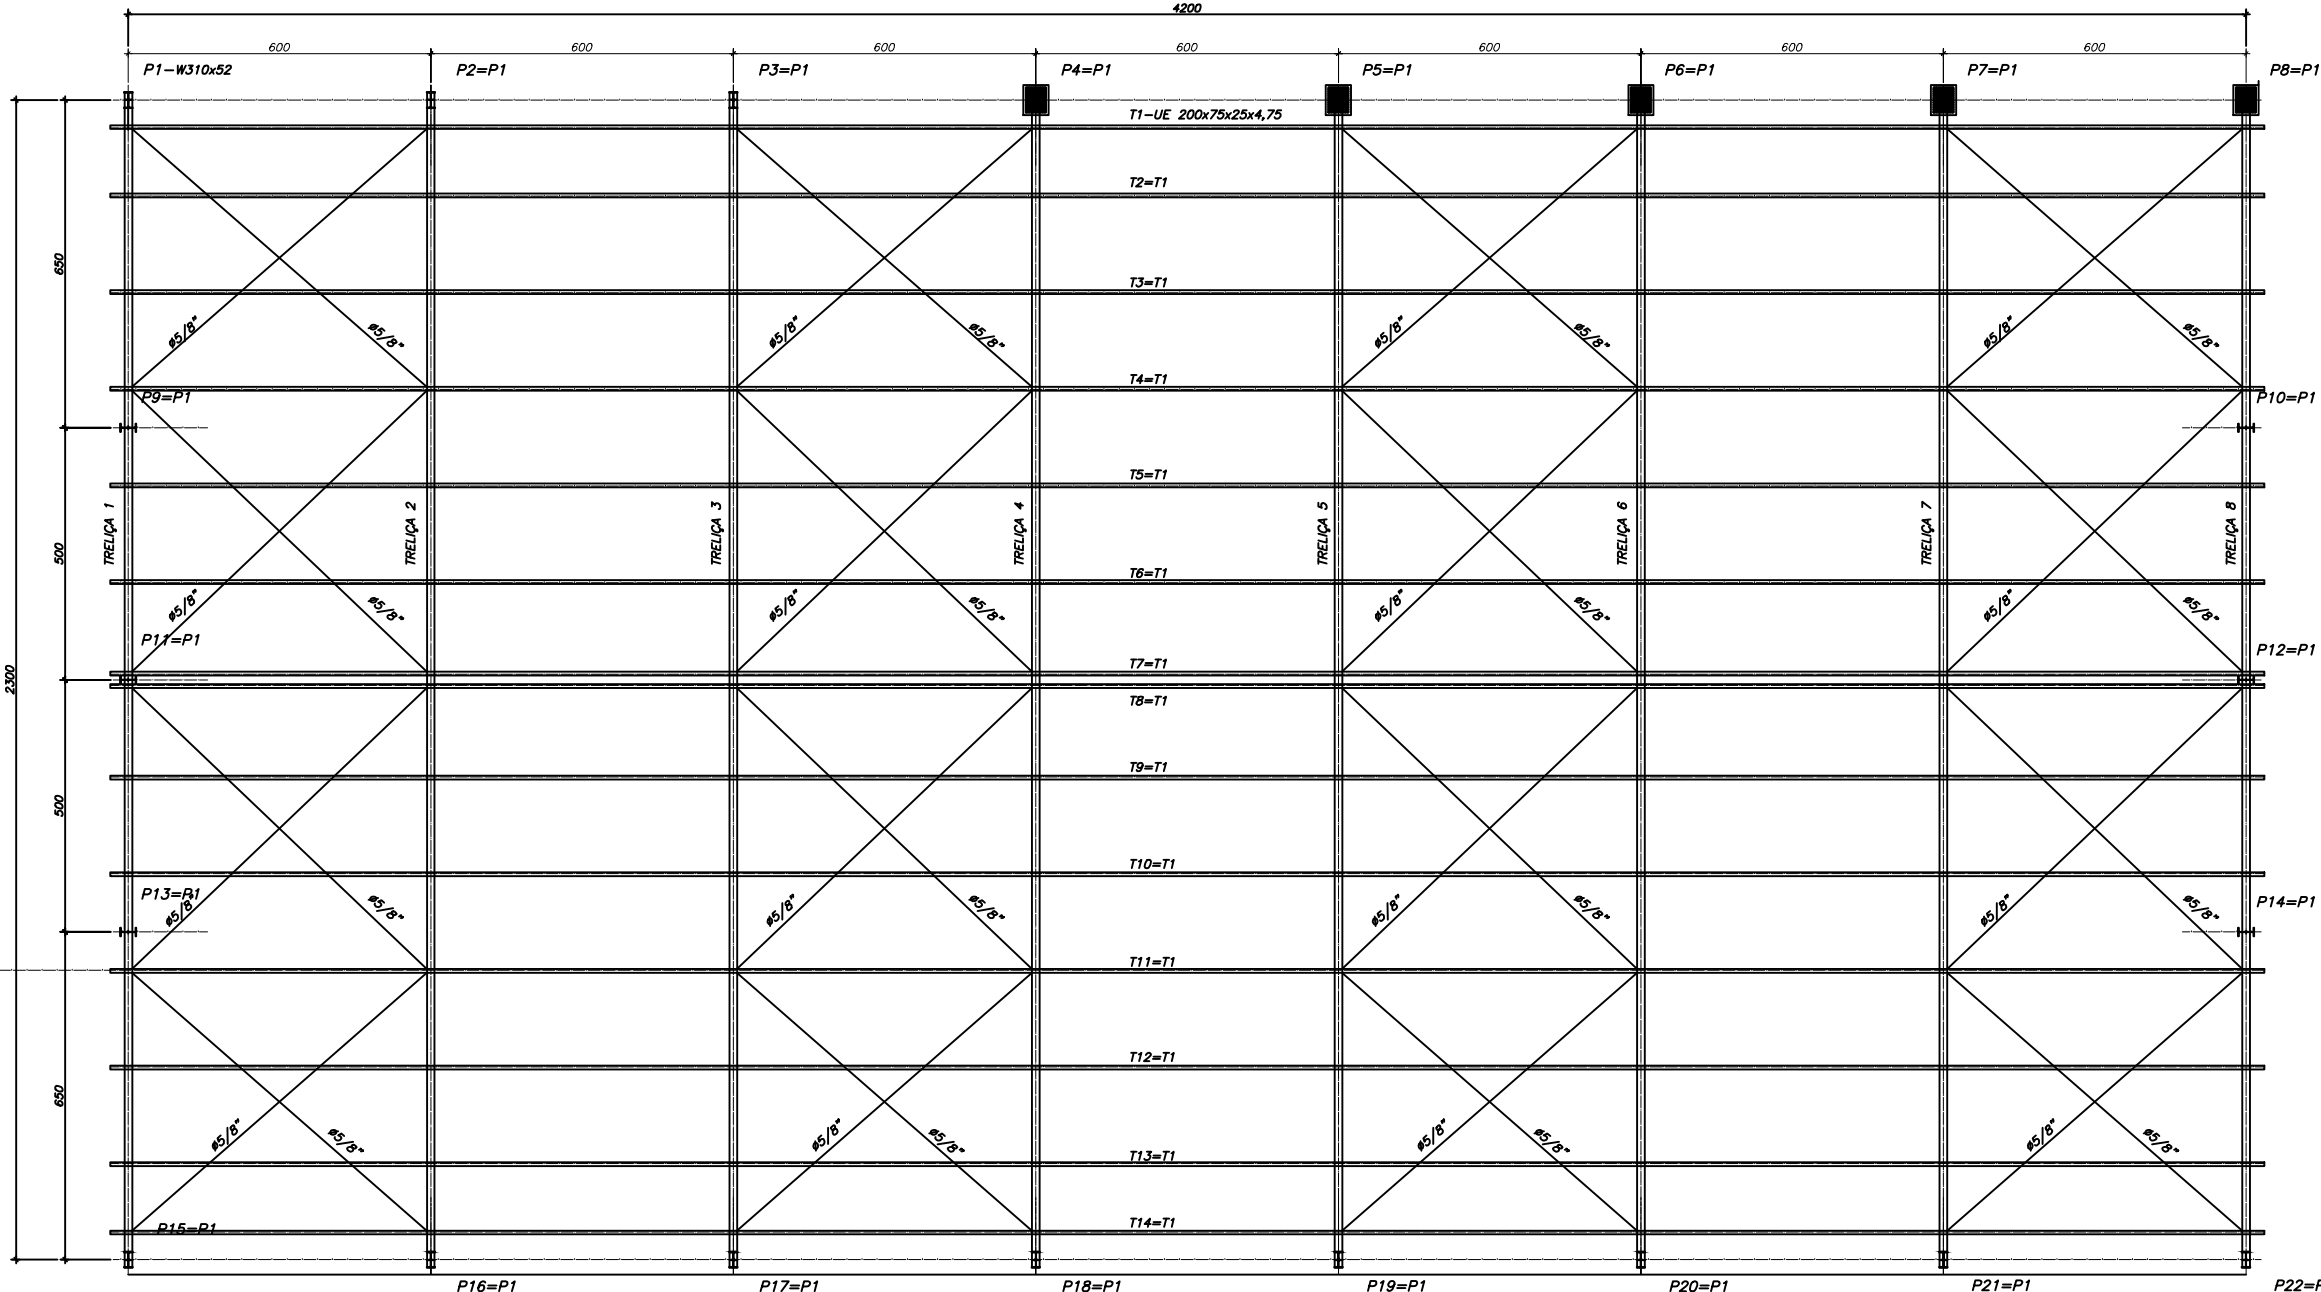 4200
600 600 600 600 600 600 600
P1-W310x52 P2=P1 P3=P1 P4=P1 P5=P1 P6=P1 P7=P1 P8=P1
T1-UE 200x75x25x4,75
T2=T1
650
T3=T1
ø5/8" ø5/8" ø5/8" ø5/8" ø5/8" ø5/8" ø5/8" ø5/8"
T4=T1
P9=P1 P10=P1
T5=T1
500
TRELIÇA 1 TRELIÇA 2 TRELIÇA 3 TRELIÇA 4 TRELIÇA 5 TRELIÇA 6 TRELIÇA 7 TRELIÇA 8
T6=T1
ø5/8" ø5/8" ø5/8" ø5/8" ø5/8" ø5/8" ø5/8" ø5/8"
P11=P1 P12=P1
T7=T1
2300
T8=T1
T9=T1
500
T10=T1
P13=P1 P14=P1
ø5/8" ø5/8" ø5/8" ø5/8" ø5/8" ø5/8" ø5/8" ø5/8"
T11=T1
T12=T1
650
ø5/8" ø5/8" ø5/8" ø5/8" ø5/8" ø5/8" ø5/8" ø5/8"
T13=T1
T14=T1
P15=P1
P16=P1 P17=P1 P18=P1 P19=P1 P20=P1 P21=P1